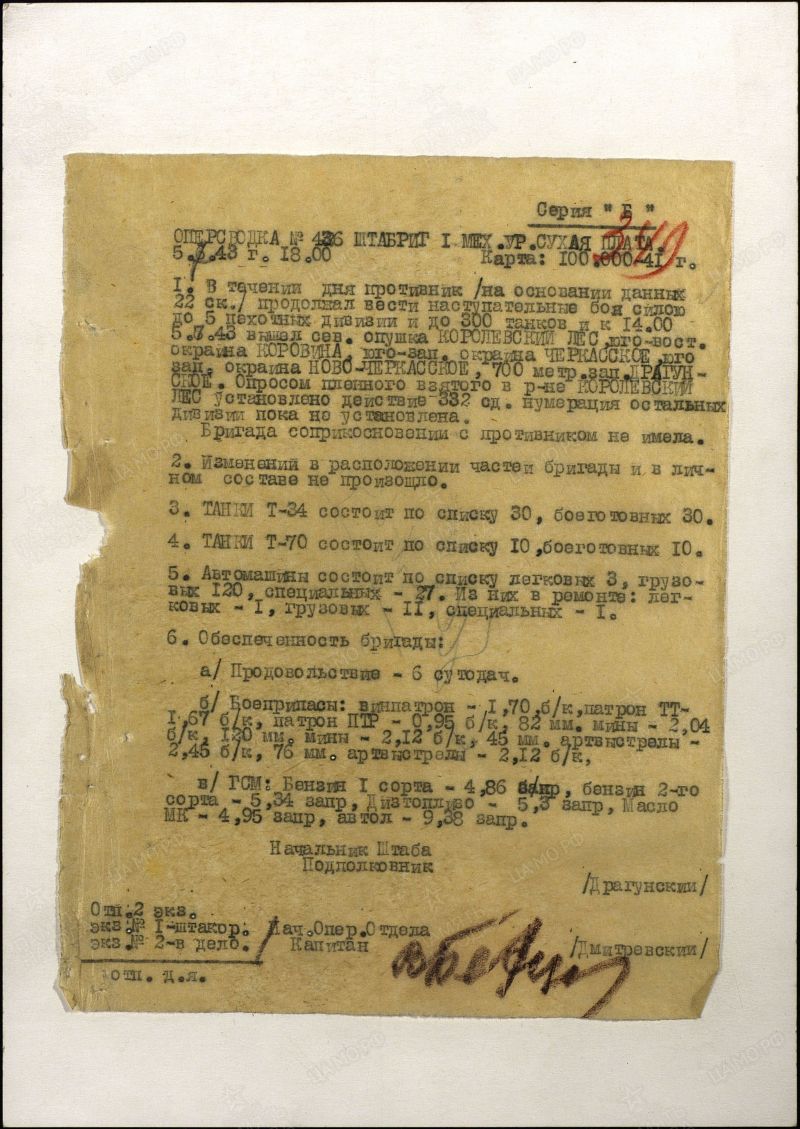 Серия "Б"
349
ОПЕРСВОДКА № 436 ШТАБРИГ I МЕХ.УР.СУХАЯ ПЛАТА.
5.7.43 г. 18.00 Карта: 100.000-41 г.
I. В течении дня противник /на основании данных
22 ск./ продолжал вести наступательные боя силою
до 5 пехотных дивизии и до 300 танков и к 14.00
5.7.43 вышел сев. опушка КОРОЛЕВСКИЙ ЛЕС,юго-вост.
окраина КОРОВИНА, юго-зап. окраина ЧЕРКАССКОЕ,юго
зап. окраина НОВО-ЧЕРКАССКОЕ, 700 метр.зап.ДРАГУН-
СКОЕ. Опросом пленного взятого в р-не КОРОЛЕВСКИЙ
ЛЕС установлено действие 332 сд. нумерация остальных
дивизии пока не установлена.
Бригада соприкосновении с противником не имела.
2. Изменений в расположении частей бригады и в лич-
ном составе не произошло.
3. ТАНКИ Т-34 состоит по списку 30, боеготовных 30.
4. ТАНКИ Т-70 состоит по списку 10,боеготовных 10.
5. Автомашины состоит по списку легковых 3, грузо-
вых 120, специальных - 27. Из них в ремонте: лег-
ковых - I, грузовых - II, специальных - I.
6. Обеспеченность бригады:
а/ Продовольствие - 6 сутодач.
б/ Боеприпасы: винпатрон - I,70 б/к,патрон ТТ-
I,67 б/к, патрон ПТР - 0,95 б/к, 82 мм. мины - 2,04
б/к, 120 мм. мины - 2,12 б/к, 45 мм. артвыстрелы -
2,45 б/к, 76 мм. артвыстрелы - 2,12 б/к,
в/ ГСМ: Бензин I сорта - 4,86 запр, бензин 2-го
сорта - 5,34 запр, Дизтопливо - 5,3 запр, Масло
МК - 4,95 запр, автол - 9,38 запр.
Начальник Штаба
Подполковник
/Драгунский/
Отп.2 экз.
экз.№ I-штакор. Нач.Опер.Отдела
экз.№ 2-в дело. Капитан /Дмитревский/
отп. д.я.
ЦАМО.РФ